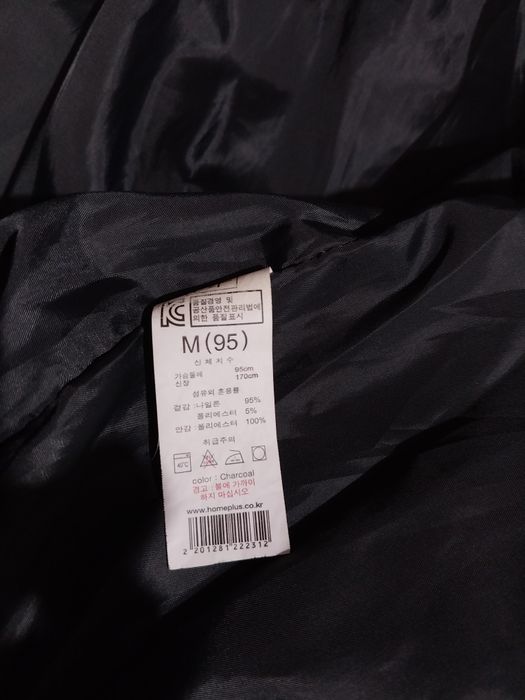 품질경영 및
공산품안전관리법에
의한 품질표시
M(95)
신체치수
가슴둘레 95cm
신장 170cm
섬유의 혼용률
겉감 :나일론 95%
폴리에스터 5%
안감 :폴리에스터 100%
취급주의
40℃
color : Charcoal
경고 : 불에 가까이
하지 마십시오
www.homeplus.co.kr
2 201281 222312